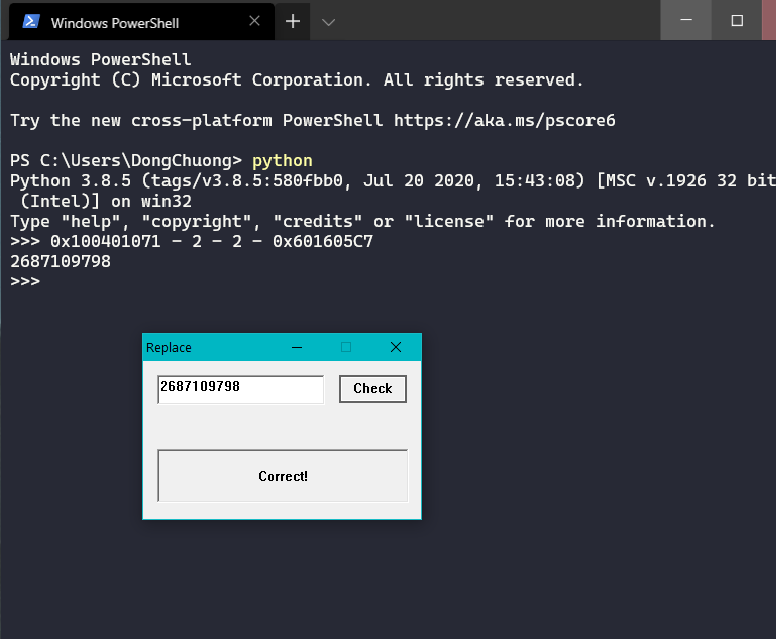 Windows PowerShell
Windows PowerShell
Copyright (C) Microsoft Corporation. All rights reserved.
Try the new cross-platform PowerShell https://aka.ms/pscore6
PS C:\Users\DongChuong> python
Python 3.8.5 (tags/v3.8.5:580fbb0, Jul 20 2020, 15:43:08) [MSC v.1926 32 bit
(Intel)] on win32
Type "help", "copyright", "credits" or "license" for more information.
>>> 0x100401071 - 2 - 2 - 0x601605C7
2687109798
>>>
Replace
2687109798
Check
Correct!